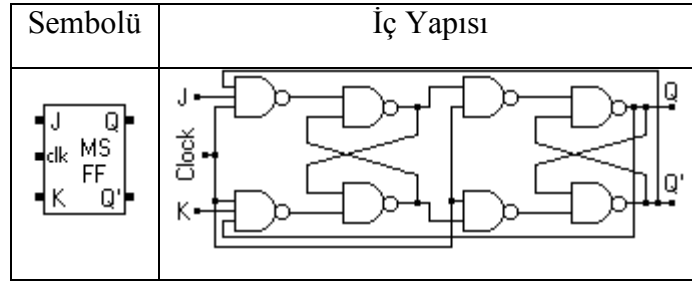 Sembolü İç Yapısı
J Q
clk MS
FF
K Q'
J
Clock
K
Q
Q'